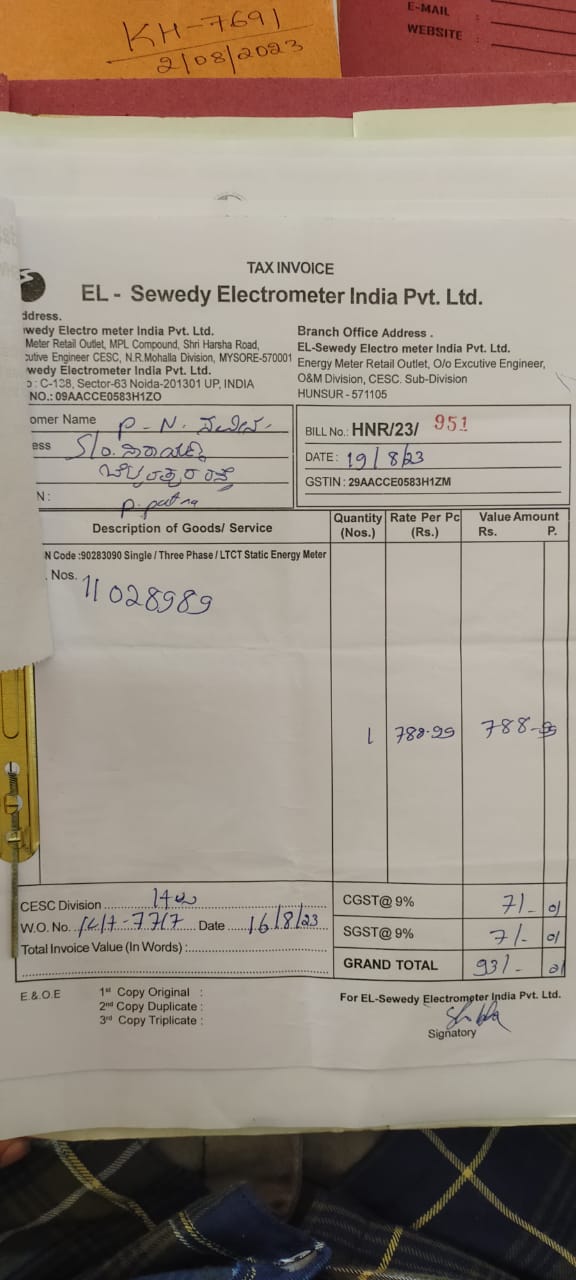 KH-7691
2/08/2023
E-MAIL :
WEBSITE :
TAX INVOICE
EL - Sewedy Electrometer India Pvt. Ltd.
ddress.
wedy Electro meter India Pvt. Ltd.
Meter Retail Outlet, MPL Compound, Shri Harsha Road,
cutive Engineer CESC, N.R.Mohalla Division, MYSORE-570001
wedy Electrometer India Pvt. Ltd.
: C-138, Sector-63 Noida-201301 UP, INDIA
NO.: 09AACCE0583H1ZO
Branch Office Address .
EL-Sewedy Electro meter India Pvt. Ltd.
Energy Meter Retail Outlet, O/o Excutive Engineer,
O&M Division, CESC. Sub-Division
HUNSUR - 571105
omer Name P-N.
ess S/o.
N : P. patna
BILL No.: HNR/23/ 951
DATE : 19/8/23
GSTIN : 29AACCE0583H1ZM
Description of Goods/ Service
Quantity (Nos.)
Rate Per Pc (Rs.)
Value Amount
Rs. P.
N Code :90283090 Single / Three Phase / LTCT Static Energy Meter
. Nos. 11028989
1 788-99 788-99
CESC Division
W.O. No. Date 16/8/23
Total Invoice Value (In Words) :
CGST@ 9% 71/- 01
SGST@ 9% 71/- 01
GRAND TOTAL 931/- 01
E.& O.E
1st Copy Original :
2nd Copy Duplicate :
3rd Copy Triplicate :
For EL-Sewedy Electrometer India Pvt. Ltd.
Signatory